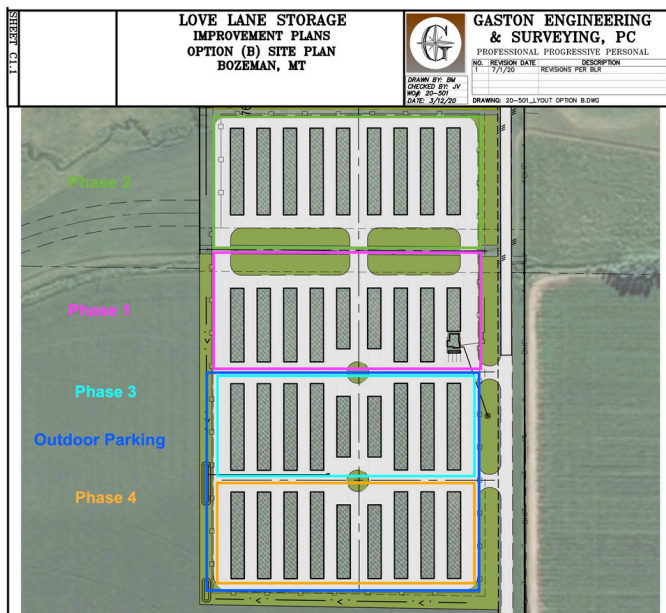 SHEET C1.1
LOVE LANE STORAGE
IMPROVEMENT PLANS
OPTION (B) SITE PLAN
BOZEMAN, MT
DRAWN BY: BM
CHECKED BY: JV
WO#: 20-501
DATE: 3/12/20
GASTON ENGINEERING
& SURVEYING, PC
PROFESSIONAL PROGRESSIVE PERSONAL
NO. REVISION DATE DESCRIPTION
1 7/1/20 REVISIONS PER BLR
DRAWING: 20-501_LYOUT OPTION B.DWG
Phase 2
Phase 1
Phase 3
Outdoor Parking
Phase 4